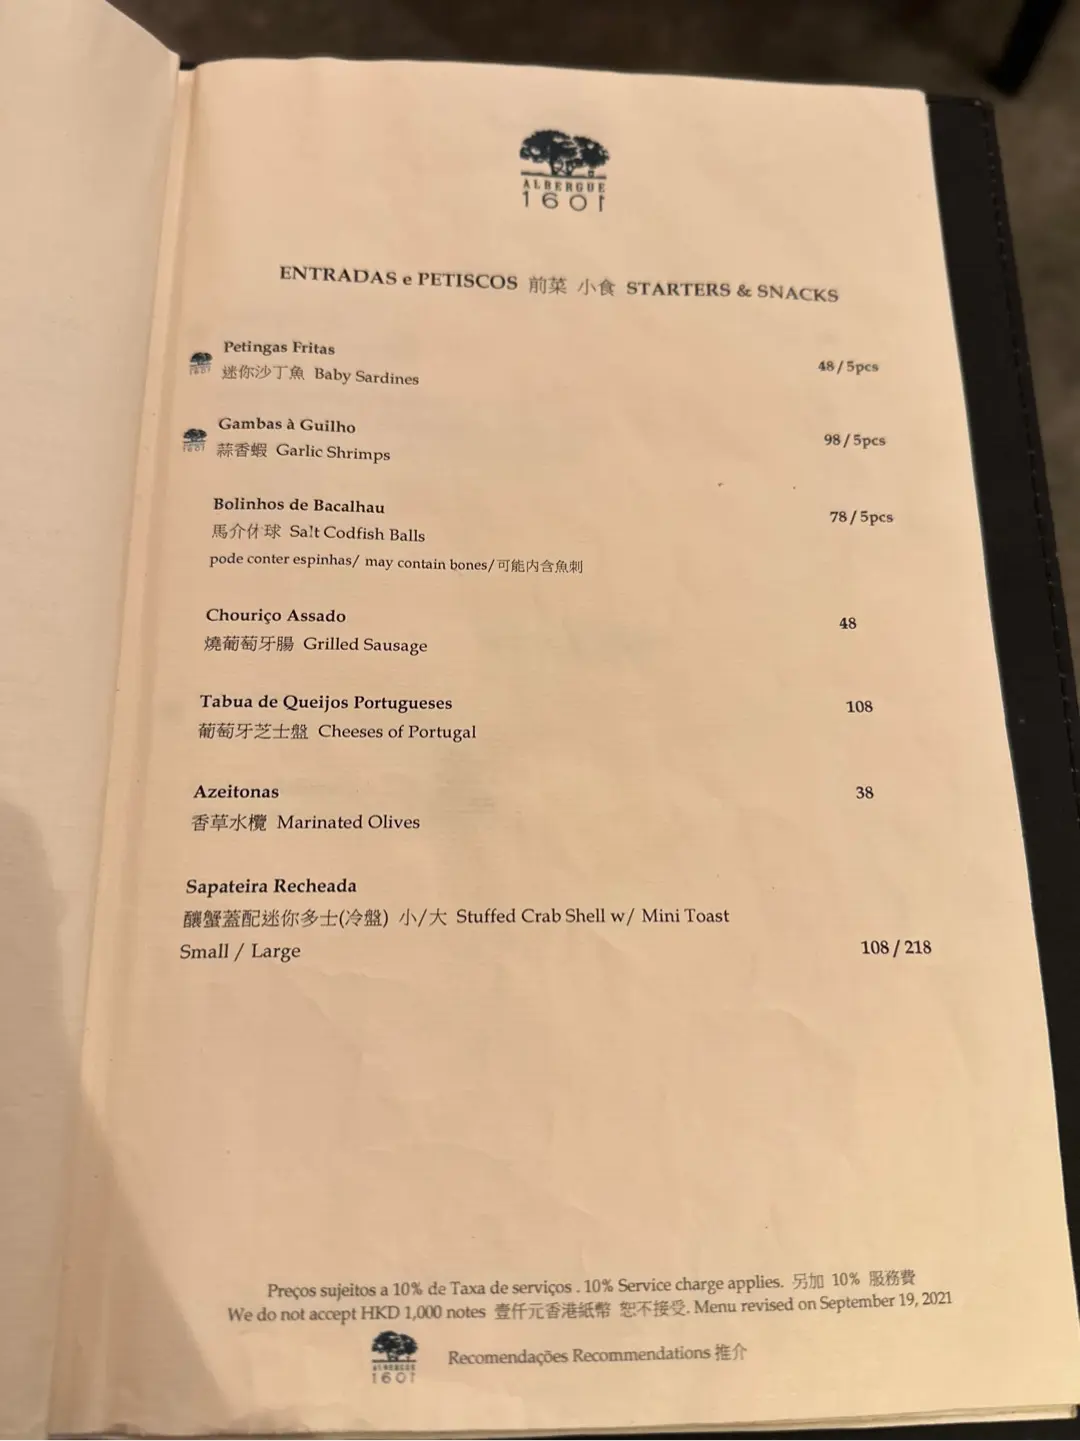 ALBERGUE
1601
ENTRADAS e PETISCOS 前菜 小食 STARTERS & SNACKS
Petingas Fritas
1601 迷你沙丁魚 Baby Sardines 48 / 5pcs
Gambas à Guilho
1601 蒜香蝦 Garlic Shrimps 98 / 5pcs
Bolinhos de Bacalhau
馬介休球 Salt Codfish Balls 78 / 5pcs
pode conter espinhas/ may contain bones/可能内含魚刺
Chouriço Assado 48
燒葡萄牙腸 Grilled Sausage
Tabua de Queijos Portugueses 108
葡萄牙芝士盤 Cheeses of Portugal
Azeitonas 38
香草水欖 Marinated Olives
Sapateira Recheada
釀蟹蓋配迷你多士(冷盤) 小/大 Stuffed Crab Shell w/ Mini Toast
Small / Large 108 / 218
Preços sujeitos a 10% de Taxa de serviços . 10% Service charge applies. 另加 10% 服務費
We do not accept HKD 1,000 notes 壹仟元香港紙幣 恕不接受. Menu revised on September 19, 2021
ALBERGUE
1601
Recomendações Recommendations 推介